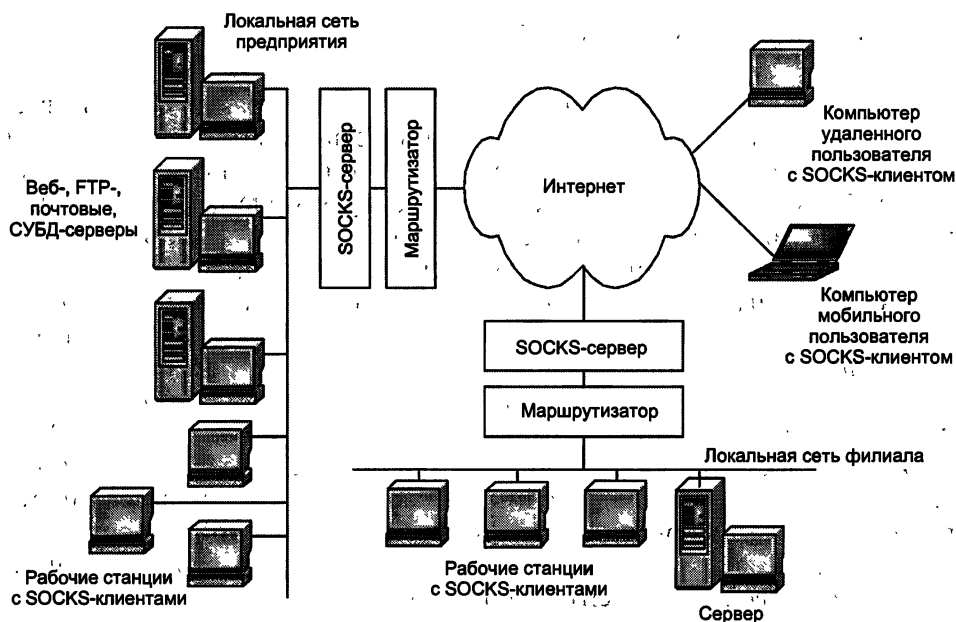 Локальная сеть
предприятия
Веб-, FTP-,
почтовые,
СУБД-серверы
SOCKS-сервер
Маршрутизатор
Интернет
Компьютер
удаленного
пользователя
с SOCKS-клиентом
Компьютер
мобильного
пользователя
с SOCKS-клиентом
SOCKS-сервер
Маршрутизатор
Локальная сеть филиала
Рабочие станции
с SOCKS-клиентами
Рабочие станции
с SOCKS-клиентами
Сервер